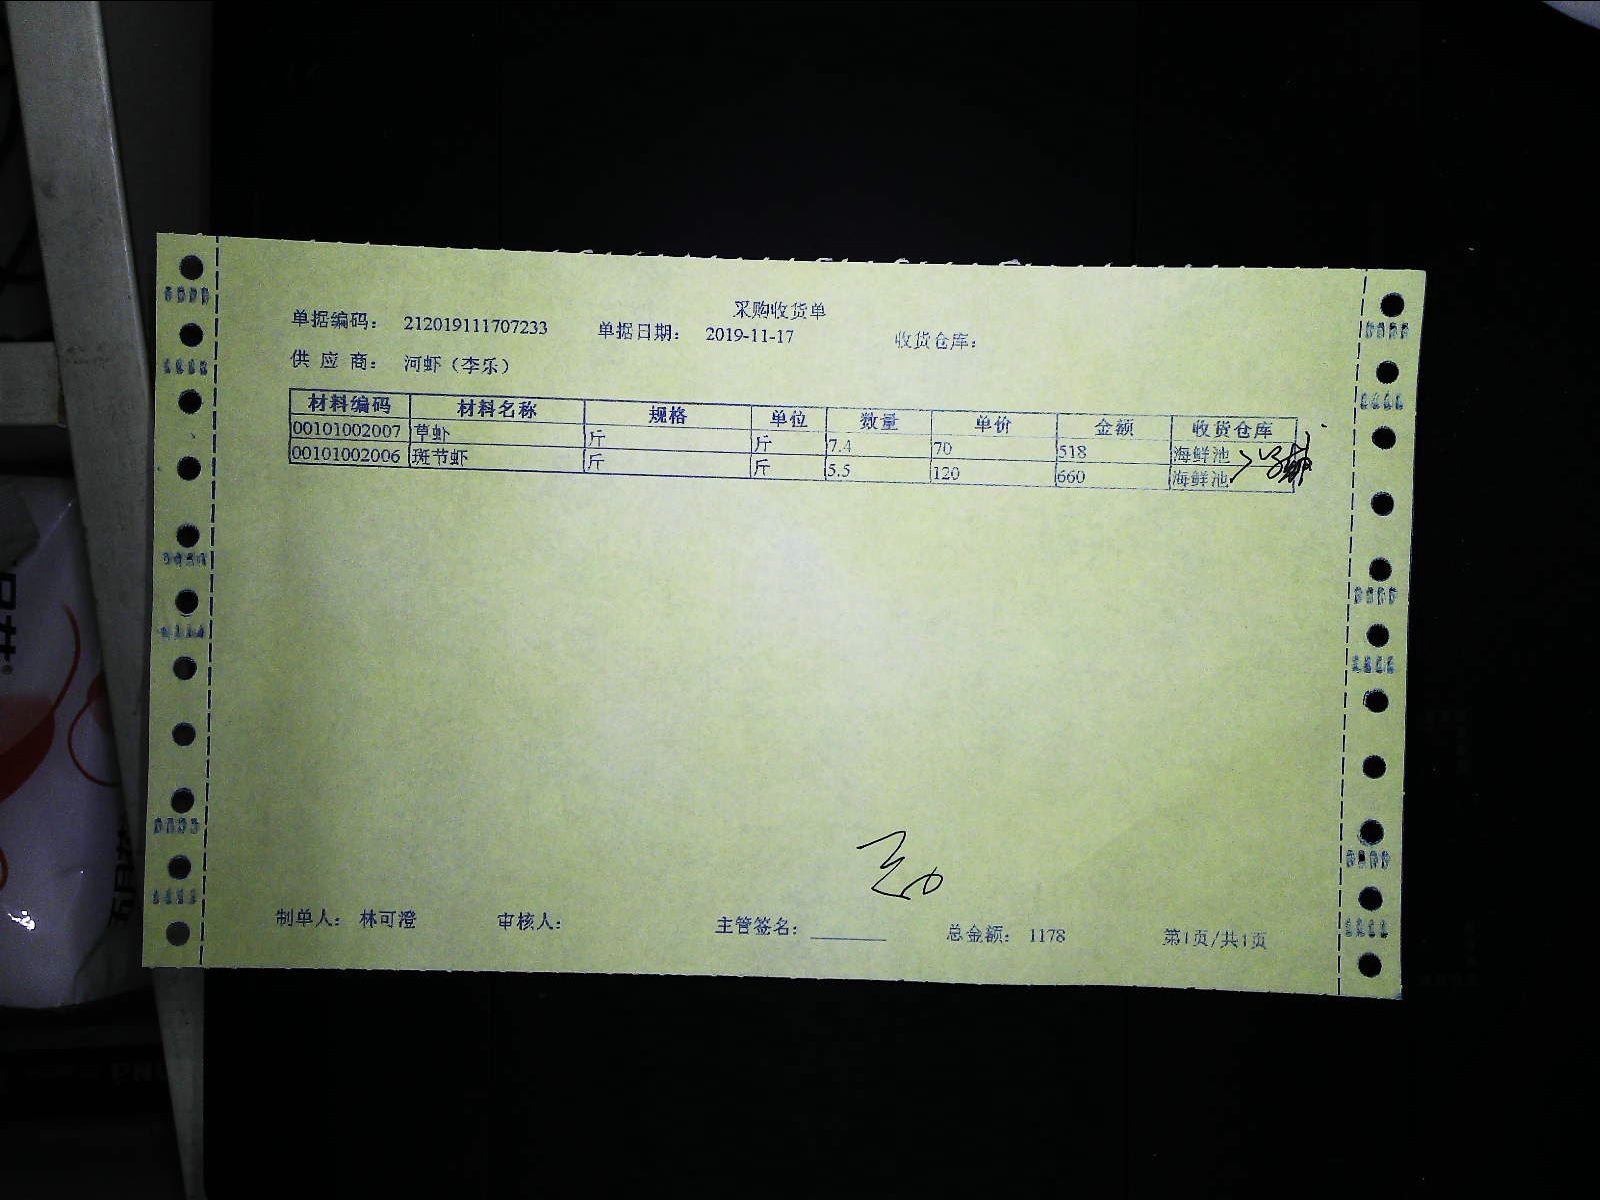 采购收货单
单据编码： 212019111707233 单据日期： 2019-11-17 收货仓库：
供 应 商： 河虾（李乐）
材料编码 材料名称 规格 单位 数量 单价 金额 收货仓库
00101002007 草虾 斤 斤 7.4 70 518 海鲜池
00101002006 斑节虾 斤 斤 5.5 120 660 海鲜池
制单人： 林可澄 审核人： 主管签名： 总金额： 1178 第1页/共1页